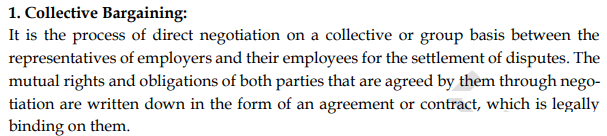 1. Collective Bargaining:
It is the process of direct negotiation on a collective or group basis between the
representatives of employers and their employees for the settlement of disputes. The
mutual rights and obligations of both parties that are agreed by them through nego-
tiation are written down in the form of an agreement or contract, which is legally
binding on them.